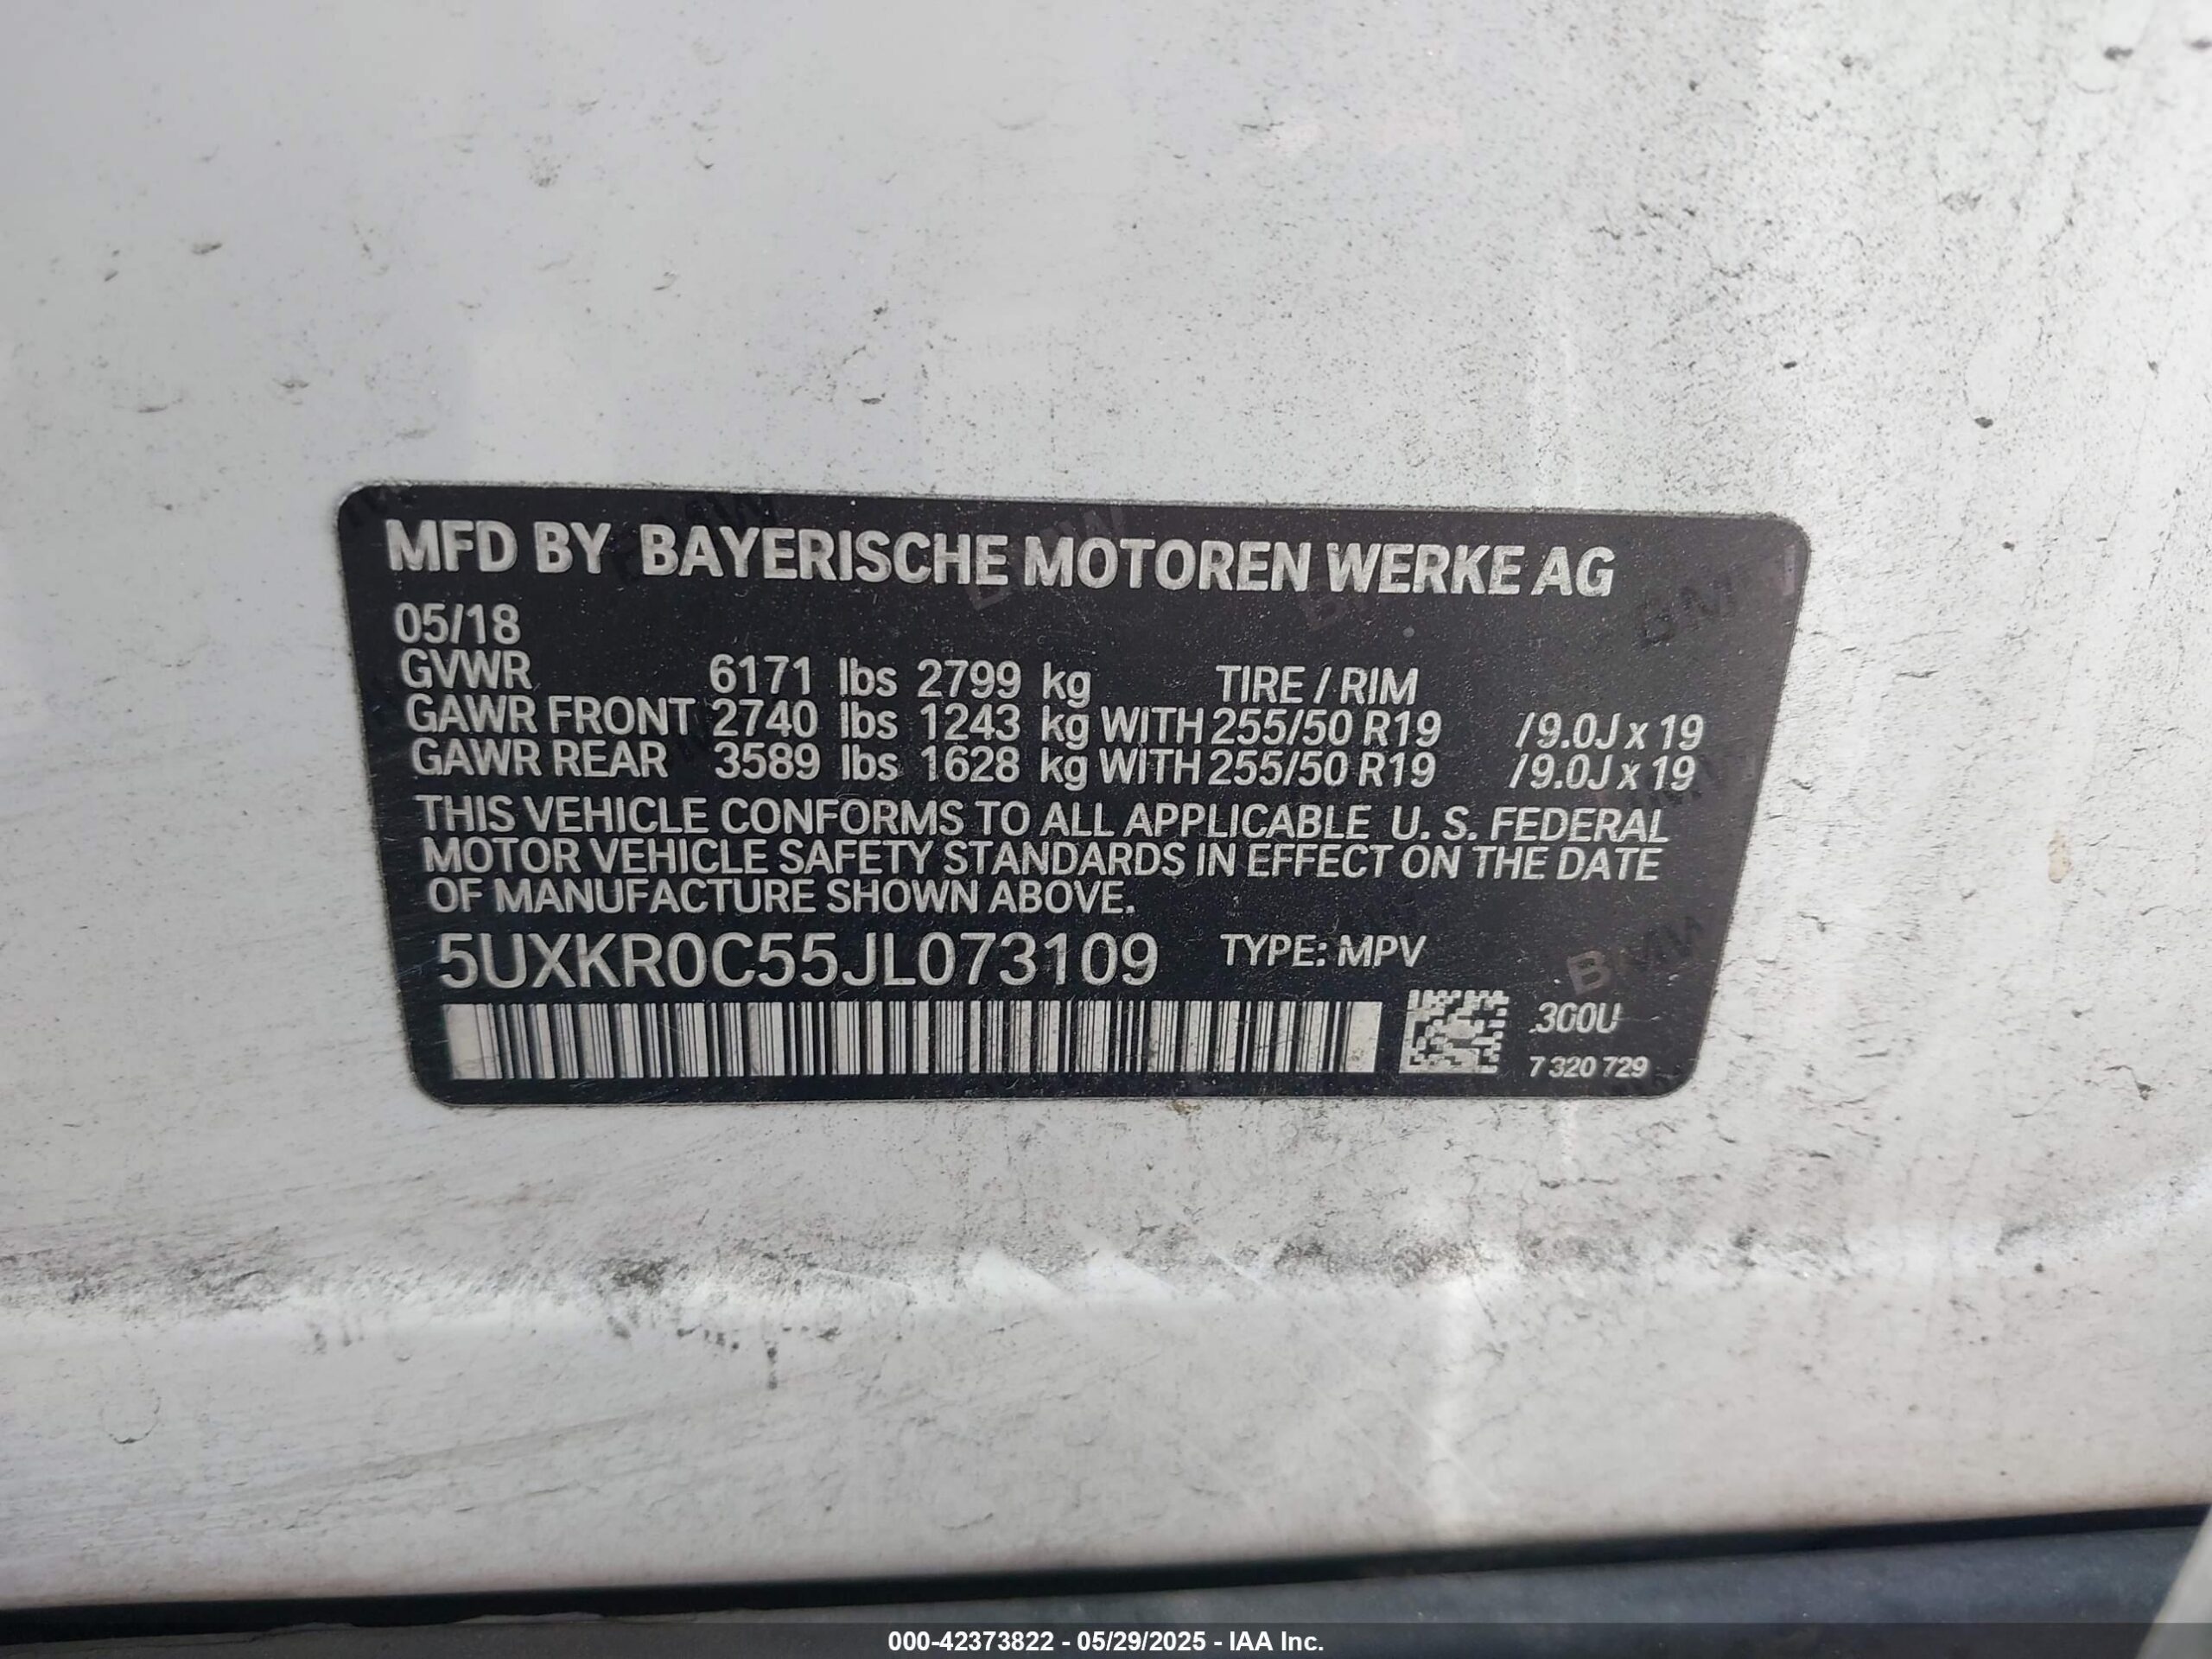 MFD BY BAYERISCHE MOTOREN WERKE AG
05/18
GVWR 6171 lbs 2799 kg TIRE / RIM
GAWR FRONT 2740 lbs 1243 kg WITH 255/50 R19 /9.0J x 19
GAWR REAR 3589 lbs 1628 kg WITH 255/50 R19 /9.0J x 19
THIS VEHICLE CONFORMS TO ALL APPLICABLE U. S. FEDERAL
MOTOR VEHICLE SAFETY STANDARDS IN EFFECT ON THE DATE
OF MANUFACTURE SHOWN ABOVE.
5UXKR0C55JL073109 TYPE: MPV
7 320 729
000-42373822 - 05/29/2025 - IAA Inc.